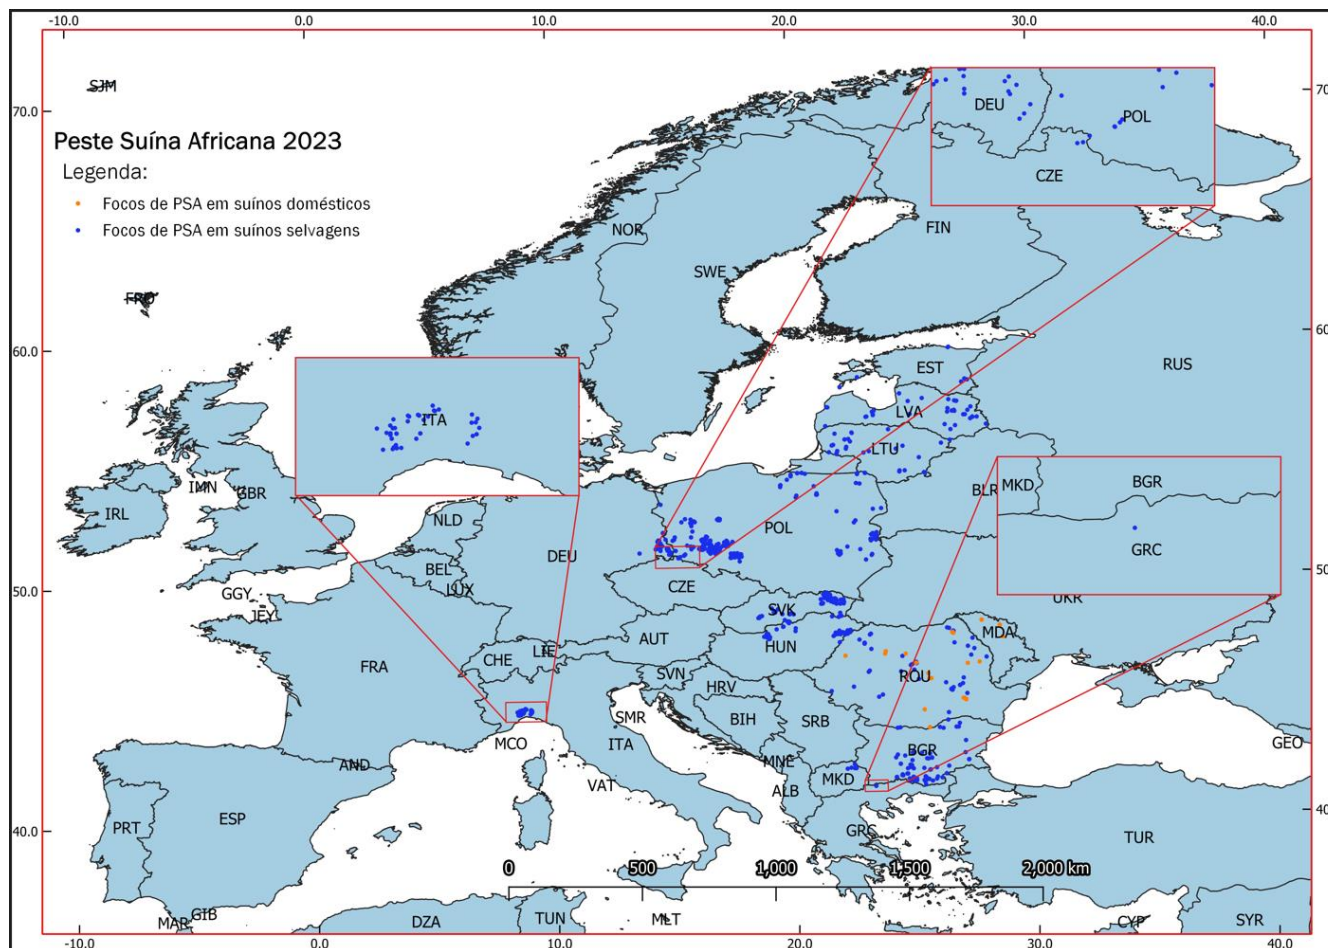 -10.0 0.0 10.0 20.0 30.0 40.0
SJM
70.0
DEU POL
CZE
Peste Suína Africana 2023
Legenda:
Focos de PSA em suínos domésticos
Focos de PSA em suínos selvagens
NOR FIN
SWE
FRO
60.0 60
RUS
EST
ITA
LVA
LTU
IMN GBR
BLR MKD BGR
IRL
NLD
POL
DEU
GRC
BEL
50.0
LUX CZE
GGY
JEY
UKR
SVK
MDA
AUT
LIE
CHE HUN
FRA
ROU
SVN
HRV
SMR BIH SRB
MCO ITA
GEO
BGR
AND
MNE
MKD
VAT
ALB
PRT ESP
40.0
GRC TUR
0 500 1,000 1,500 2,000 km
MAR GIB DZA TUN MLT CYP SYR
-10.0 0.0 10.0 20.0 30.0 40.0